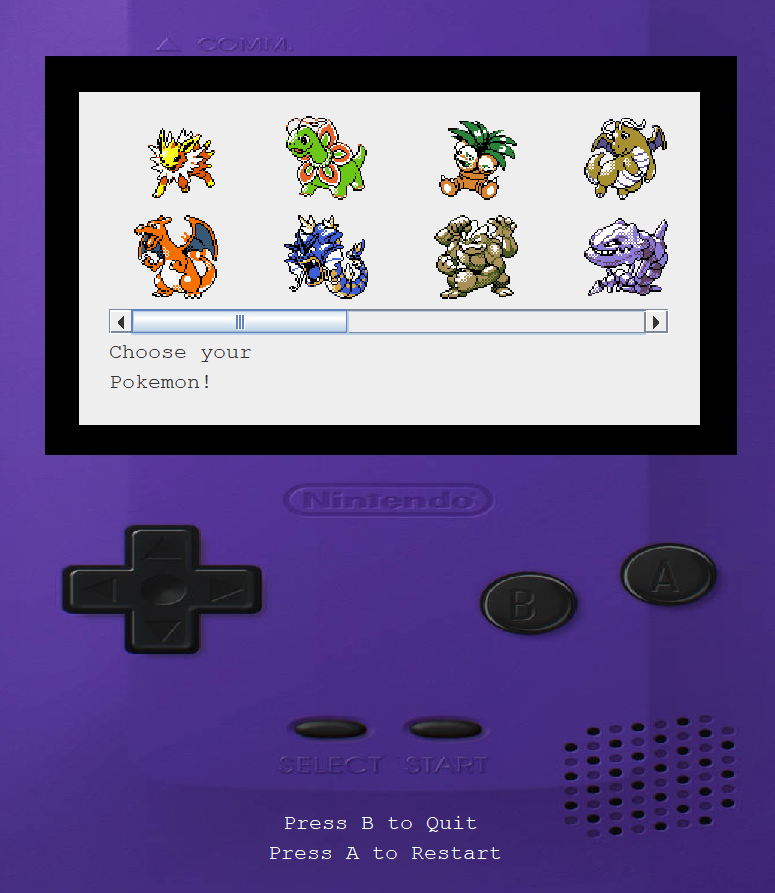 COMM.
Choose your
Pokemon!
Nintendo
B
A
SELECT START
Press B to Quit
Press A to Restart